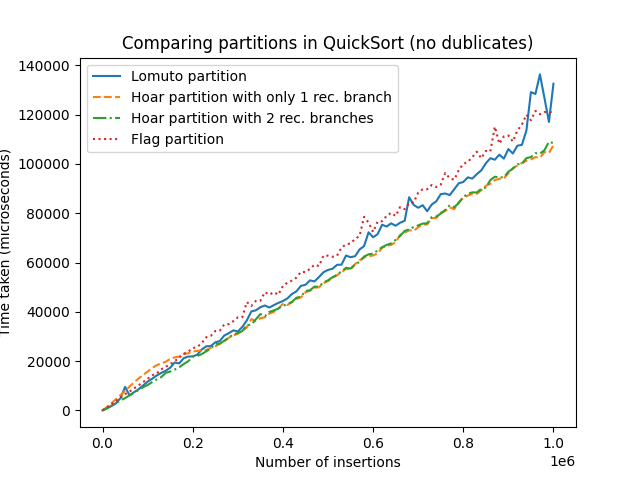 Comparing partitions in QuickSort (no dublicates)
140000
120000
100000
80000
60000
40000
20000
0
Time taken (microseconds)
Lomuto partition
Hoar partition with only 1 rec. branch
Hoar partition with 2 rec. branches
Flag partition
0.0 0.2 0.4 0.6 0.8 1.0
1e6
Number of insertions